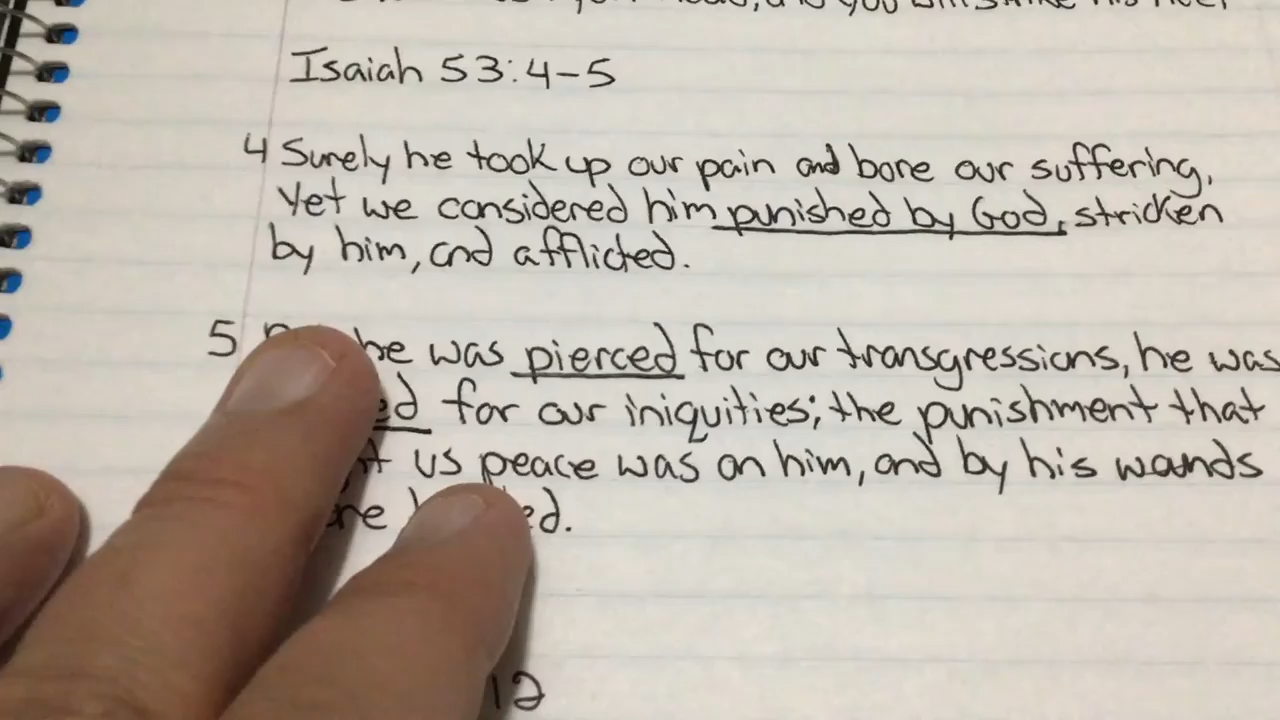 Isaiah 53:4-5
4 Surely he took up our pain and bore our suffering,
Yet we considered him punished by God, stricken
by him, and afflicted.
5 he was pierced for our transgressions, he was
for our iniquities; the punishment that
us peace was on him, and by his wounds
12